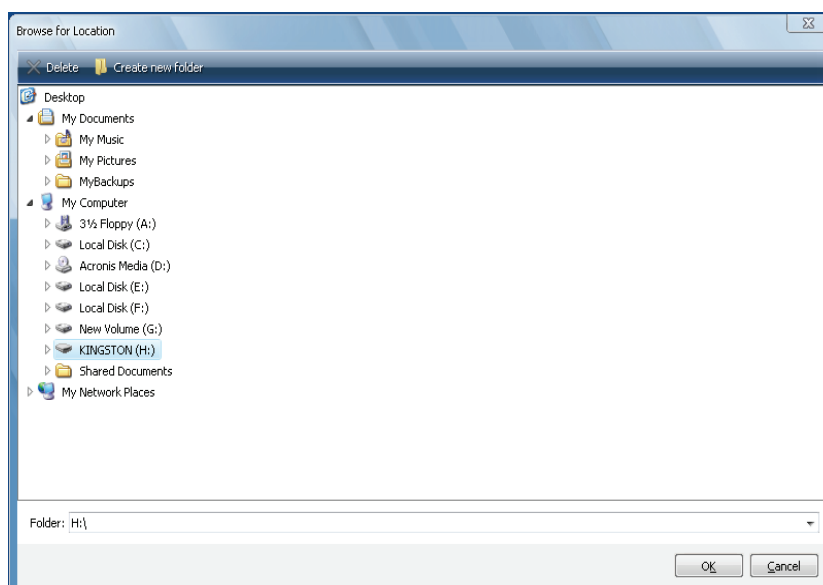 Browse for Location
Delete Create new folder
Desktop
My Documents
My Music
My Pictures
MyBackups
My Computer
3½ Floppy (A:)
Local Disk (C:)
Acronis Media (D:)
Local Disk (E:)
Local Disk (F:)
New Volume (G:)
KINGSTON (H:)
Shared Documents
My Network Places
Folder: H:\
OK Cancel